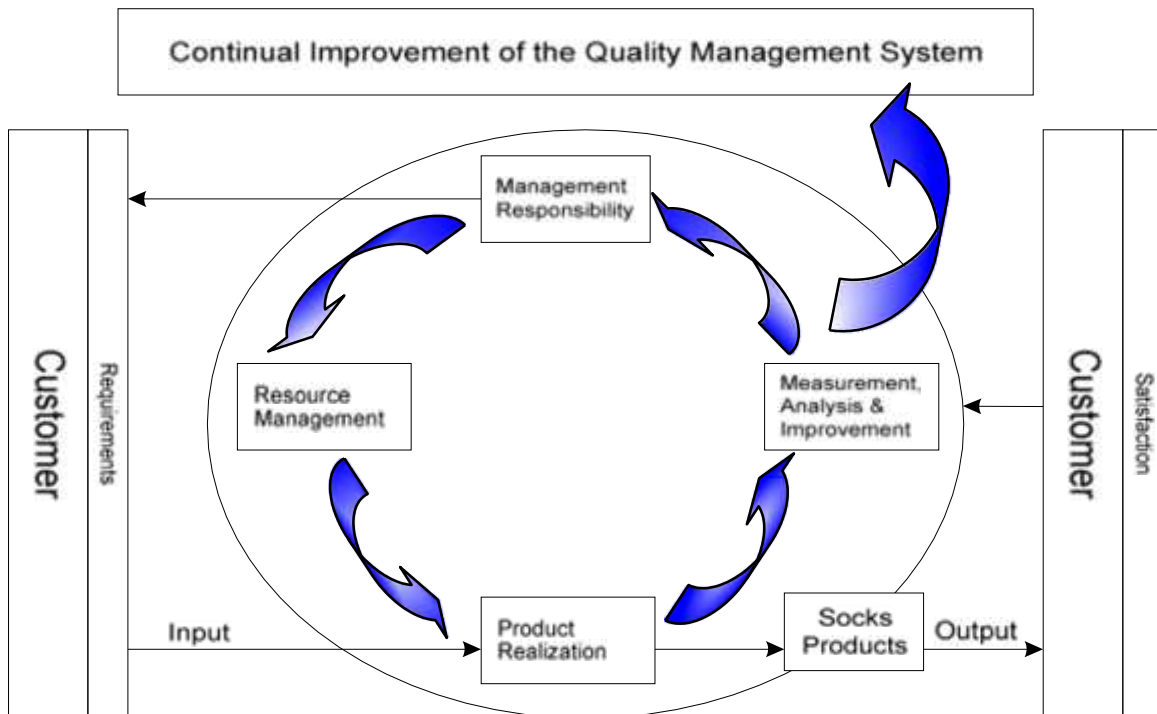 Continual Improvement of the Quality Management System
Customer
Requirements
Management
Responsibility
Resource
Management
Measurement,
Analysis &
Improvement
Customer
Satisfaction
Input
Product
Realization
Socks
Products
Output